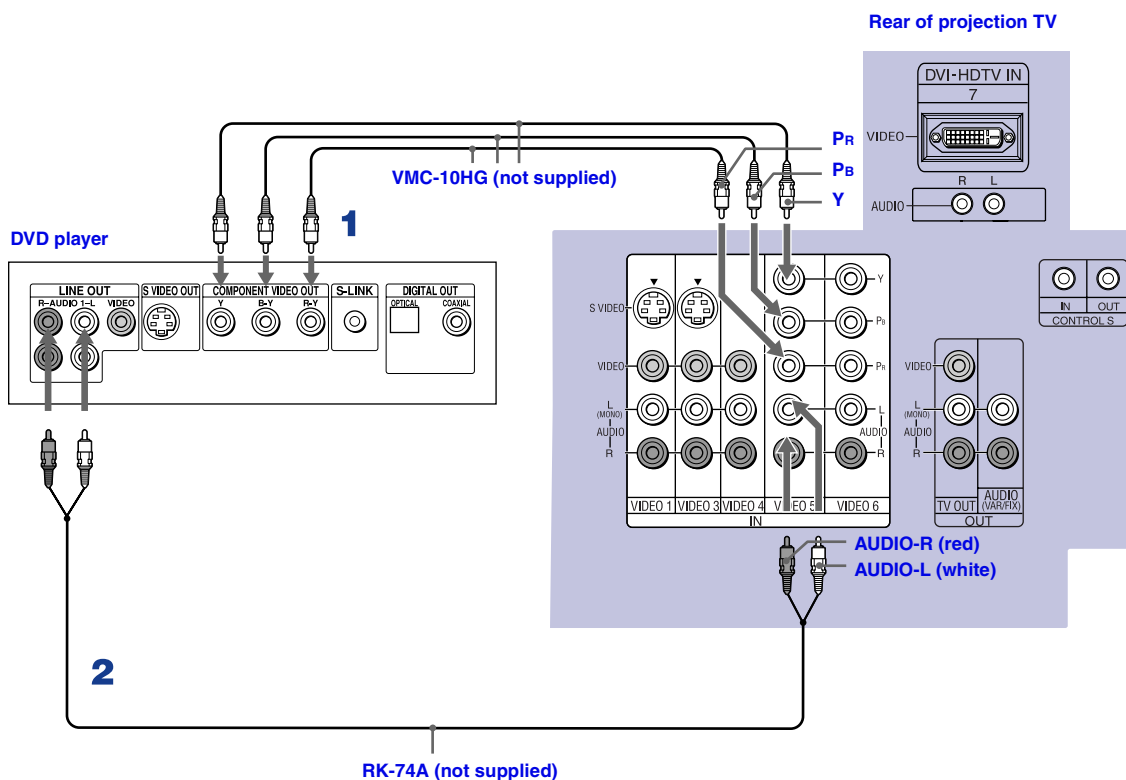 Rear of projection TV
DVI-HDTV IN
7
VIDEO
R L
AUDIO
PR
PB
Y
VMC-10HG (not supplied)
1
DVD player
LINE OUT
R-AUDIO 1-L VIDEO
S VIDEO OUT
COMPONENT VIDEO OUT
Y B-Y R-Y
S-LINK
DIGITAL OUT
OPTICAL COAXIAL
S VIDEO
VIDEO
L
(MONO)
AUDIO
R
Y
PB
PR
L
AUDIO
R
VIDEO 1 VIDEO 3 VIDEO 4 VIDEO 5 VIDEO 6
IN
IN OUT
CONTROL S
VIDEO
L
(MONO)
AUDIO
R
TV OUT
AUDIO
(VAR/FIX)
OUT
AUDIO-R (red)
AUDIO-L (white)
2
RK-74A (not supplied)